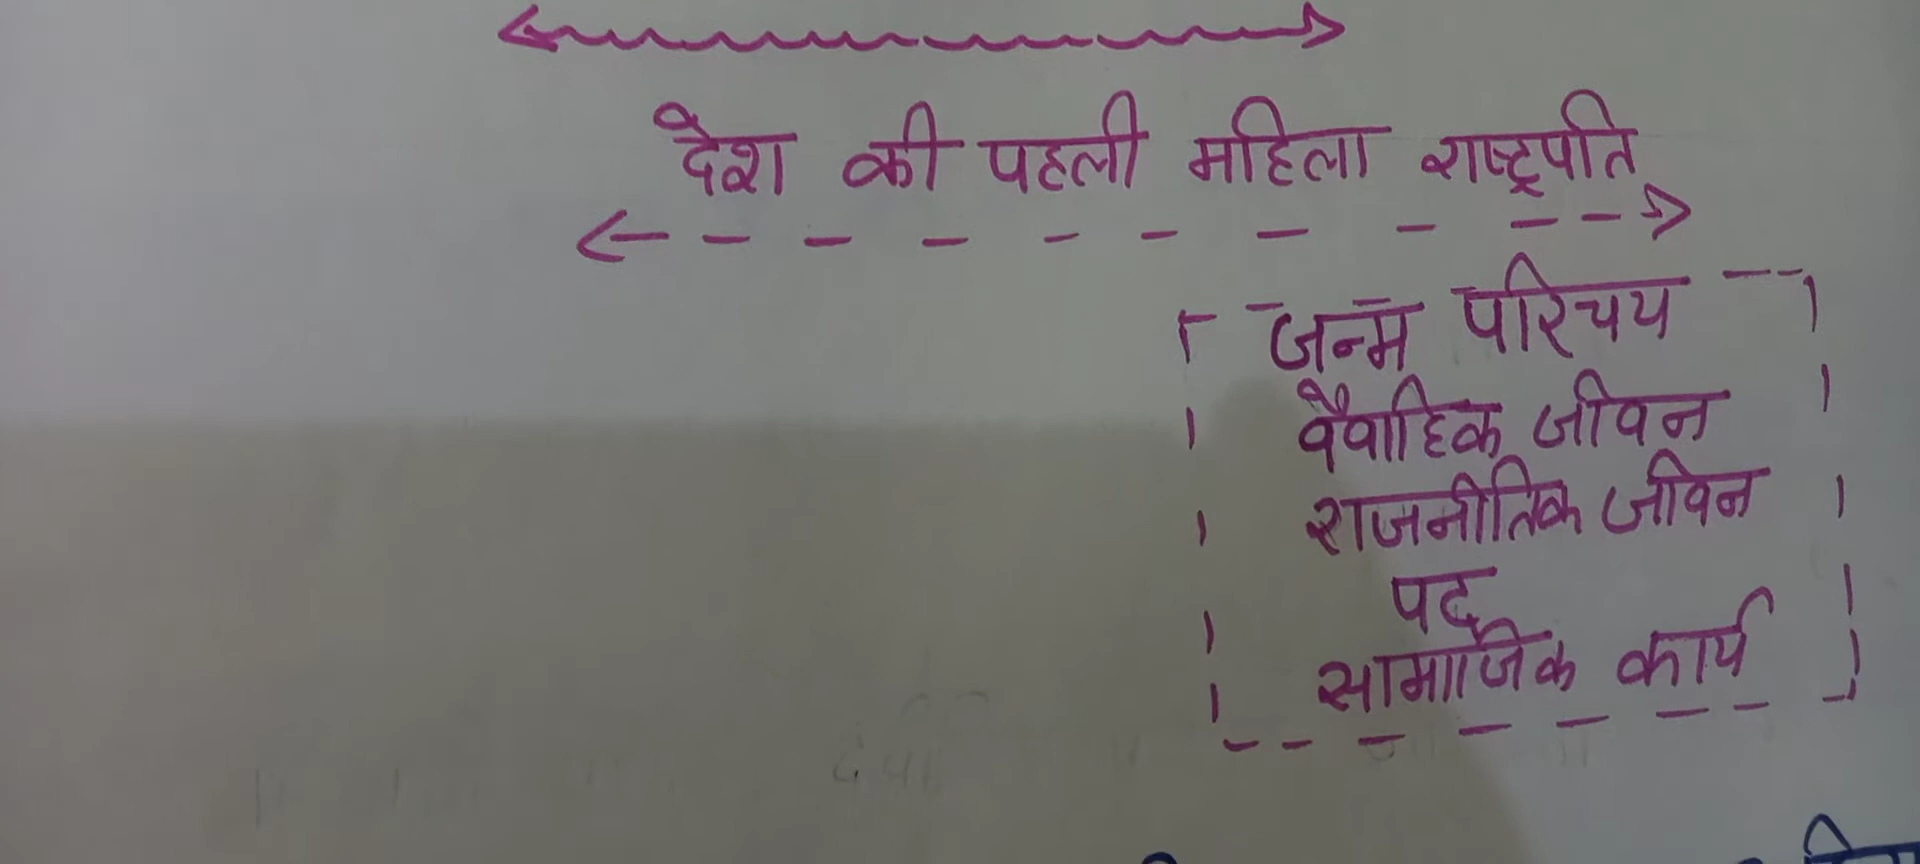 देश की पहली महिला राष्ट्रपति
जन्म परिचय
वैवाहिक जीवन
राजनीतिक जीवन
पद
सामाजिक कार्य